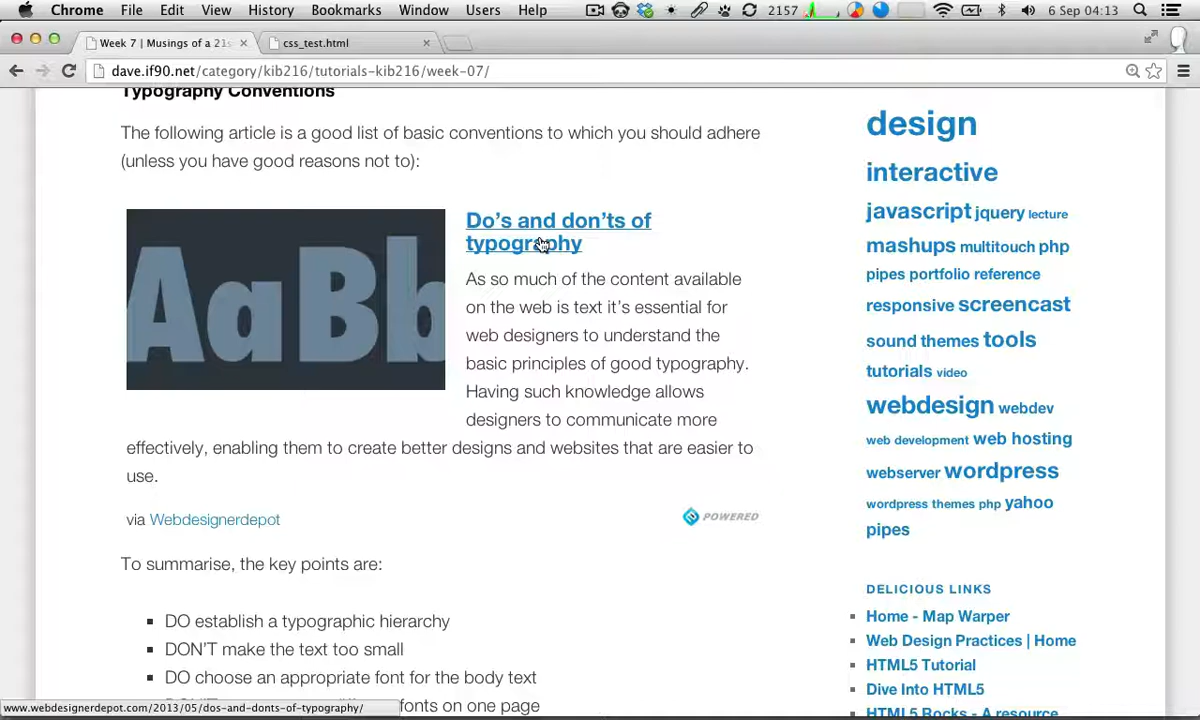 Chrome File Edit View History Bookmarks Window Users Help 2157 6 Sep 04:13
Week 7 | Musings of a 21s
css_test.html
dave.if90.net/category/kib216/tutorials-kib216/week-07/
Typography Conventions
The following article is a good list of basic conventions to which you should adhere
(unless you have good reasons not to):
AaBb
Do's and don'ts of
typography
As so much of the content available
on the web is text it's essential for
web designers to understand the
basic principles of good typography.
Having such knowledge allows
designers to communicate more
effectively, enabling them to create better designs and websites that are easier to
use.
via Webdesignerdepot
POWERED
To summarise, the key points are:
DO establish a typographic hierarchy
DON'T make the text too small
DO choose an appropriate font for the body text
fonts on one page
design
interactive
javascript jquery lecture
mashups multitouch php
pipes portfolio reference
responsive screencast
sound themes tools
tutorials video
webdesign webdev
web development web hosting
webserver wordpress
wordpress themes php yahoo
pipes
DELICIOUS LINKS
Home - Map Warper
Web Design Practices | Home
HTML5 Tutorial
Dive Into HTML5
HTML5 Rocks - A resource
www.webdesignerdepot.com/2013/05/dos-and-donts-of-typography/